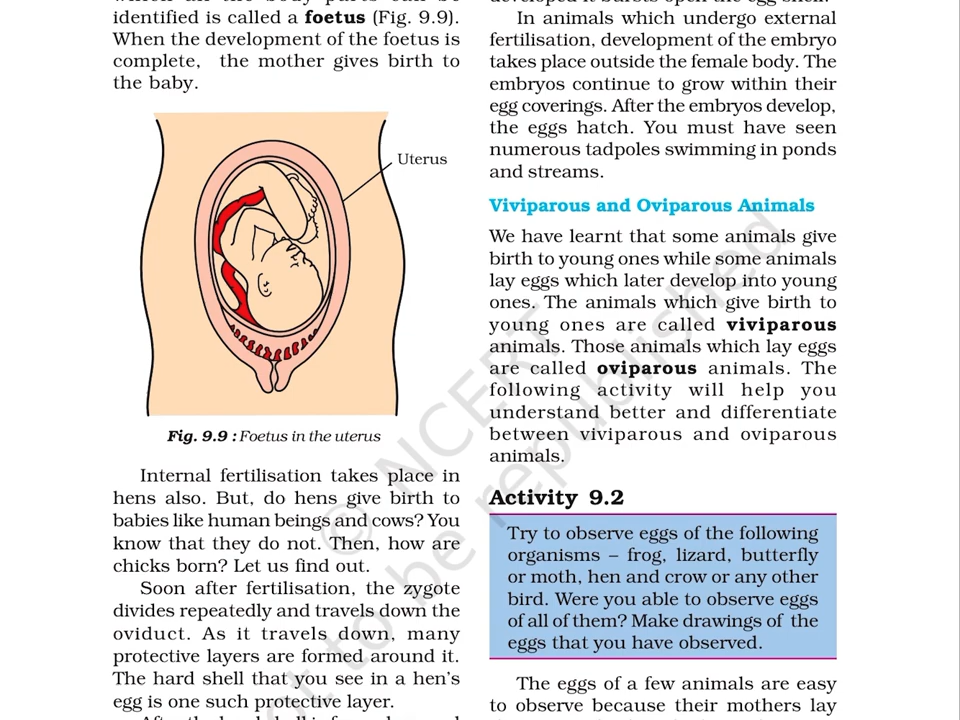 identified is called a foetus (Fig. 9.9).
When the development of the foetus is
complete, the mother gives birth to
the baby.
Uterus
Fig. 9.9 : Foetus in the uterus
Internal fertilisation takes place in
hens also. But, do hens give birth to
babies like human beings and cows? You
know that they do not. Then, how are
chicks born? Let us find out.
Soon after fertilisation, the zygote
divides repeatedly and travels down the
oviduct. As it travels down, many
protective layers are formed around it.
The hard shell that you see in a hen's
egg is one such protective layer.
In animals which undergo external
fertilisation, development of the embryo
takes place outside the female body. The
embryos continue to grow within their
egg coverings. After the embryos develop,
the eggs hatch. You must have seen
numerous tadpoles swimming in ponds
and streams.
Viviparous and Oviparous Animals
We have learnt that some animals give
birth to young ones while some animals
lay eggs which later develop into young
ones. The animals which give birth to
young ones are called viviparous
animals. Those animals which lay eggs
are called oviparous animals. The
following activity will help you
understand better and differentiate
between viviparous and oviparous
animals.
Activity 9.2
Try to observe eggs of the following
organisms – frog, lizard, butterfly
or moth, hen and crow or any other
bird. Were you able to observe eggs
of all of them? Make drawings of the
eggs that you have observed.
The eggs of a few animals are easy
to observe because their mothers lay
© NCERT
not to be republished